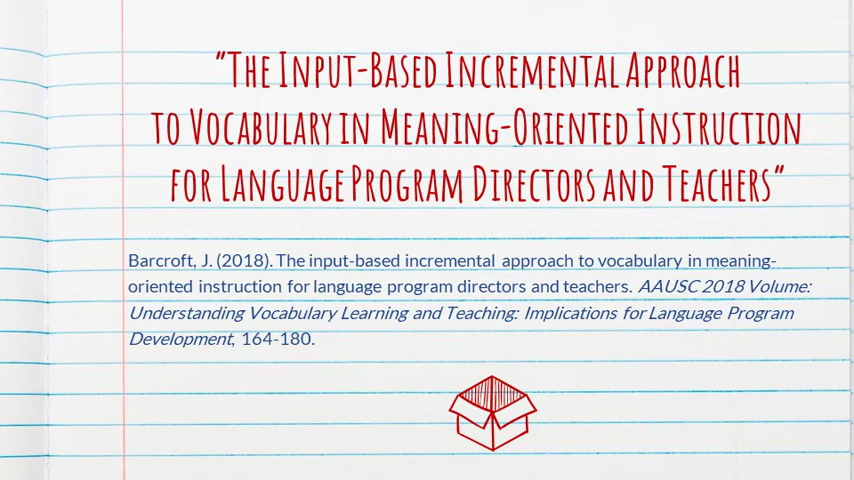 “The Input-Based Incremental Approach
to Vocabulary in Meaning-Oriented Instruction
for Language Program Directors and Teachers“
Barcroft, J. (2018). The input-based incremental approach to vocabulary in meaning-
oriented instruction for language program directors and teachers. AAUSC 2018 Volume:
Understanding Vocabulary Learning and Teaching: Implications for Language Program
Development, 164-180.